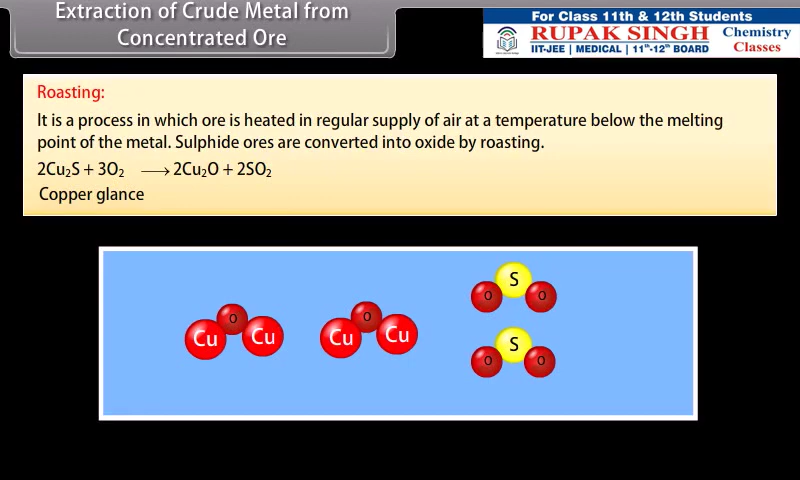 Extraction of Crude Metal from
Concentrated Ore
For Class 11th & 12th Students
RUPAK SINGH
IIT-JEE | MEDICAL | 11th-12th BOARD
Chemistry
Classes
Roasting:
It is a process in which ore is heated in regular supply of air at a temperature below the melting
point of the metal. Sulphide ores are converted into oxide by roasting.
2Cu₂S + 3O₂ ⟶ 2Cu₂O + 2SO₂
Copper glance
S
O O
O O
Cu Cu Cu Cu
S
O O